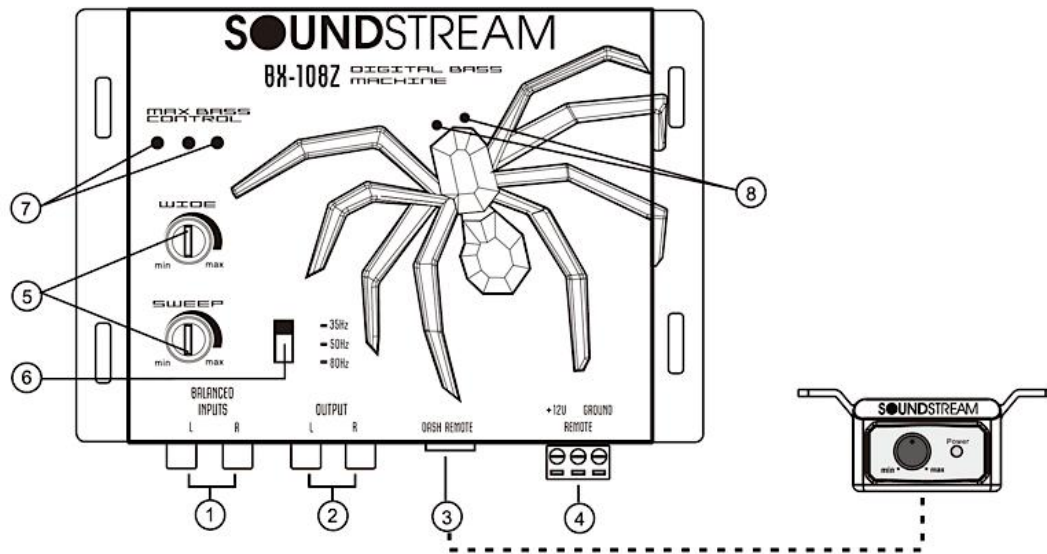 SOUNDSTREAM
BX-108Z DIGITAL BASS
MACHINE
MAX BASS
CONTROL
7
8
WIDE
min max
5
SWEEP
min max
- 35Hz
- 50Hz
- 80Hz
6
BALANCED
INPUTS
L R
OUTPUT
L R
DASH REMOTE
+12V GROUND
REMOTE
1
2
3
4
SOUNDSTREAM
Power
min max